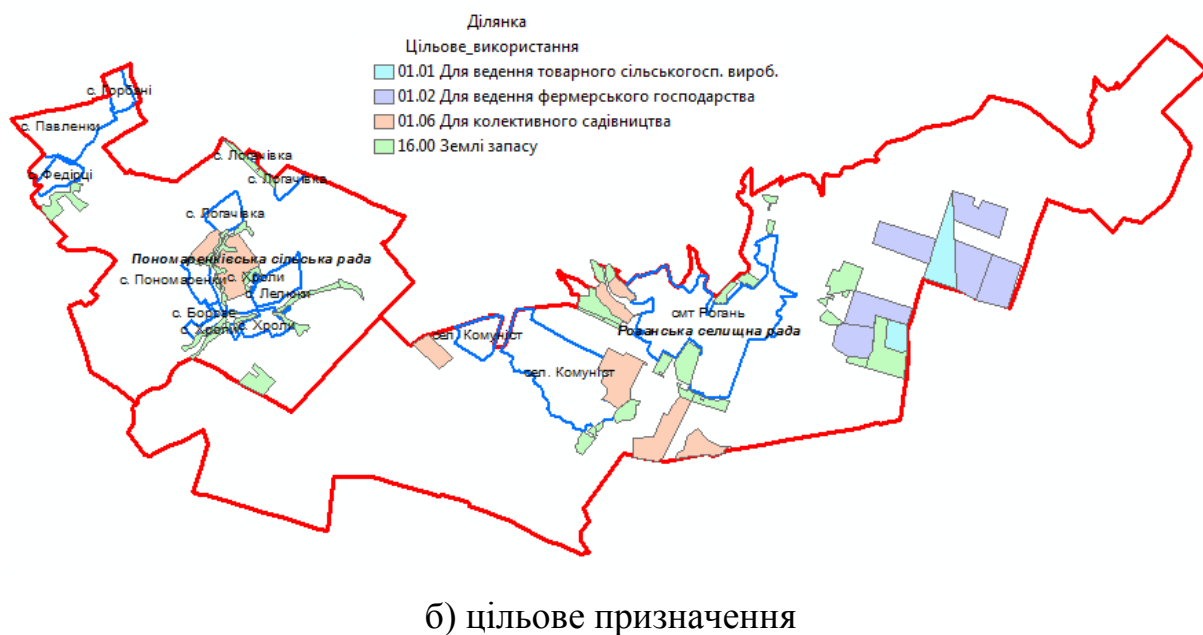 Ділянка
Цільове_використання
01.01 Для ведення товарного сільськогосп. вироб.
01.02 Для ведення фермерського господарства
01.06 Для колективного садівництва
16.00 Землі запасу
с. Горбані
с. Павленки
с. Федірці
с. Логачівка
с. Логачівка
с. Логачівка
Пономаренківська сільська рада
с. Пономаренки
с. Хроли
с. Лелюки
с. Борове
с. Хроли
с. Хроли
сел. Комуніст
сел. Комуніст
смт Рогань
Роганська селищна рада
б) цільове призначення